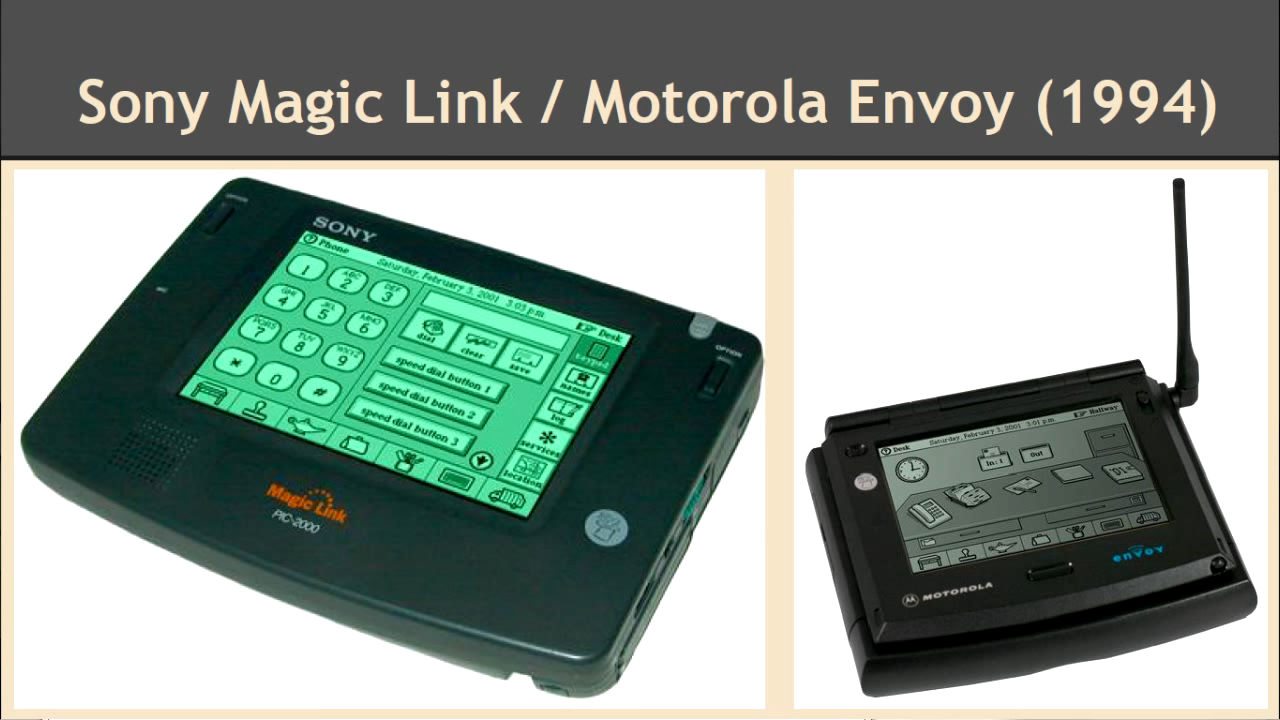 Sony Magic Link / Motorola Envoy (1994)
SONY
Phone
Saturday, February 3, 2001 3:03 pm
Desk
1
ABC 2
DEF 3
GHI 4
JKL 5
MNO 6
PQRS 7
TUV 8
WXYZ 9
*
0
#
dial
clear
save
speed dial button 1
speed dial button 2
speed dial button 3
names
log
services
location
OPTION
Magic Link
PIC-2000
Desk
Saturday, February 3, 2001 3:01 pm
Hallway
In: 1
Out
envoy
MOTOROLA